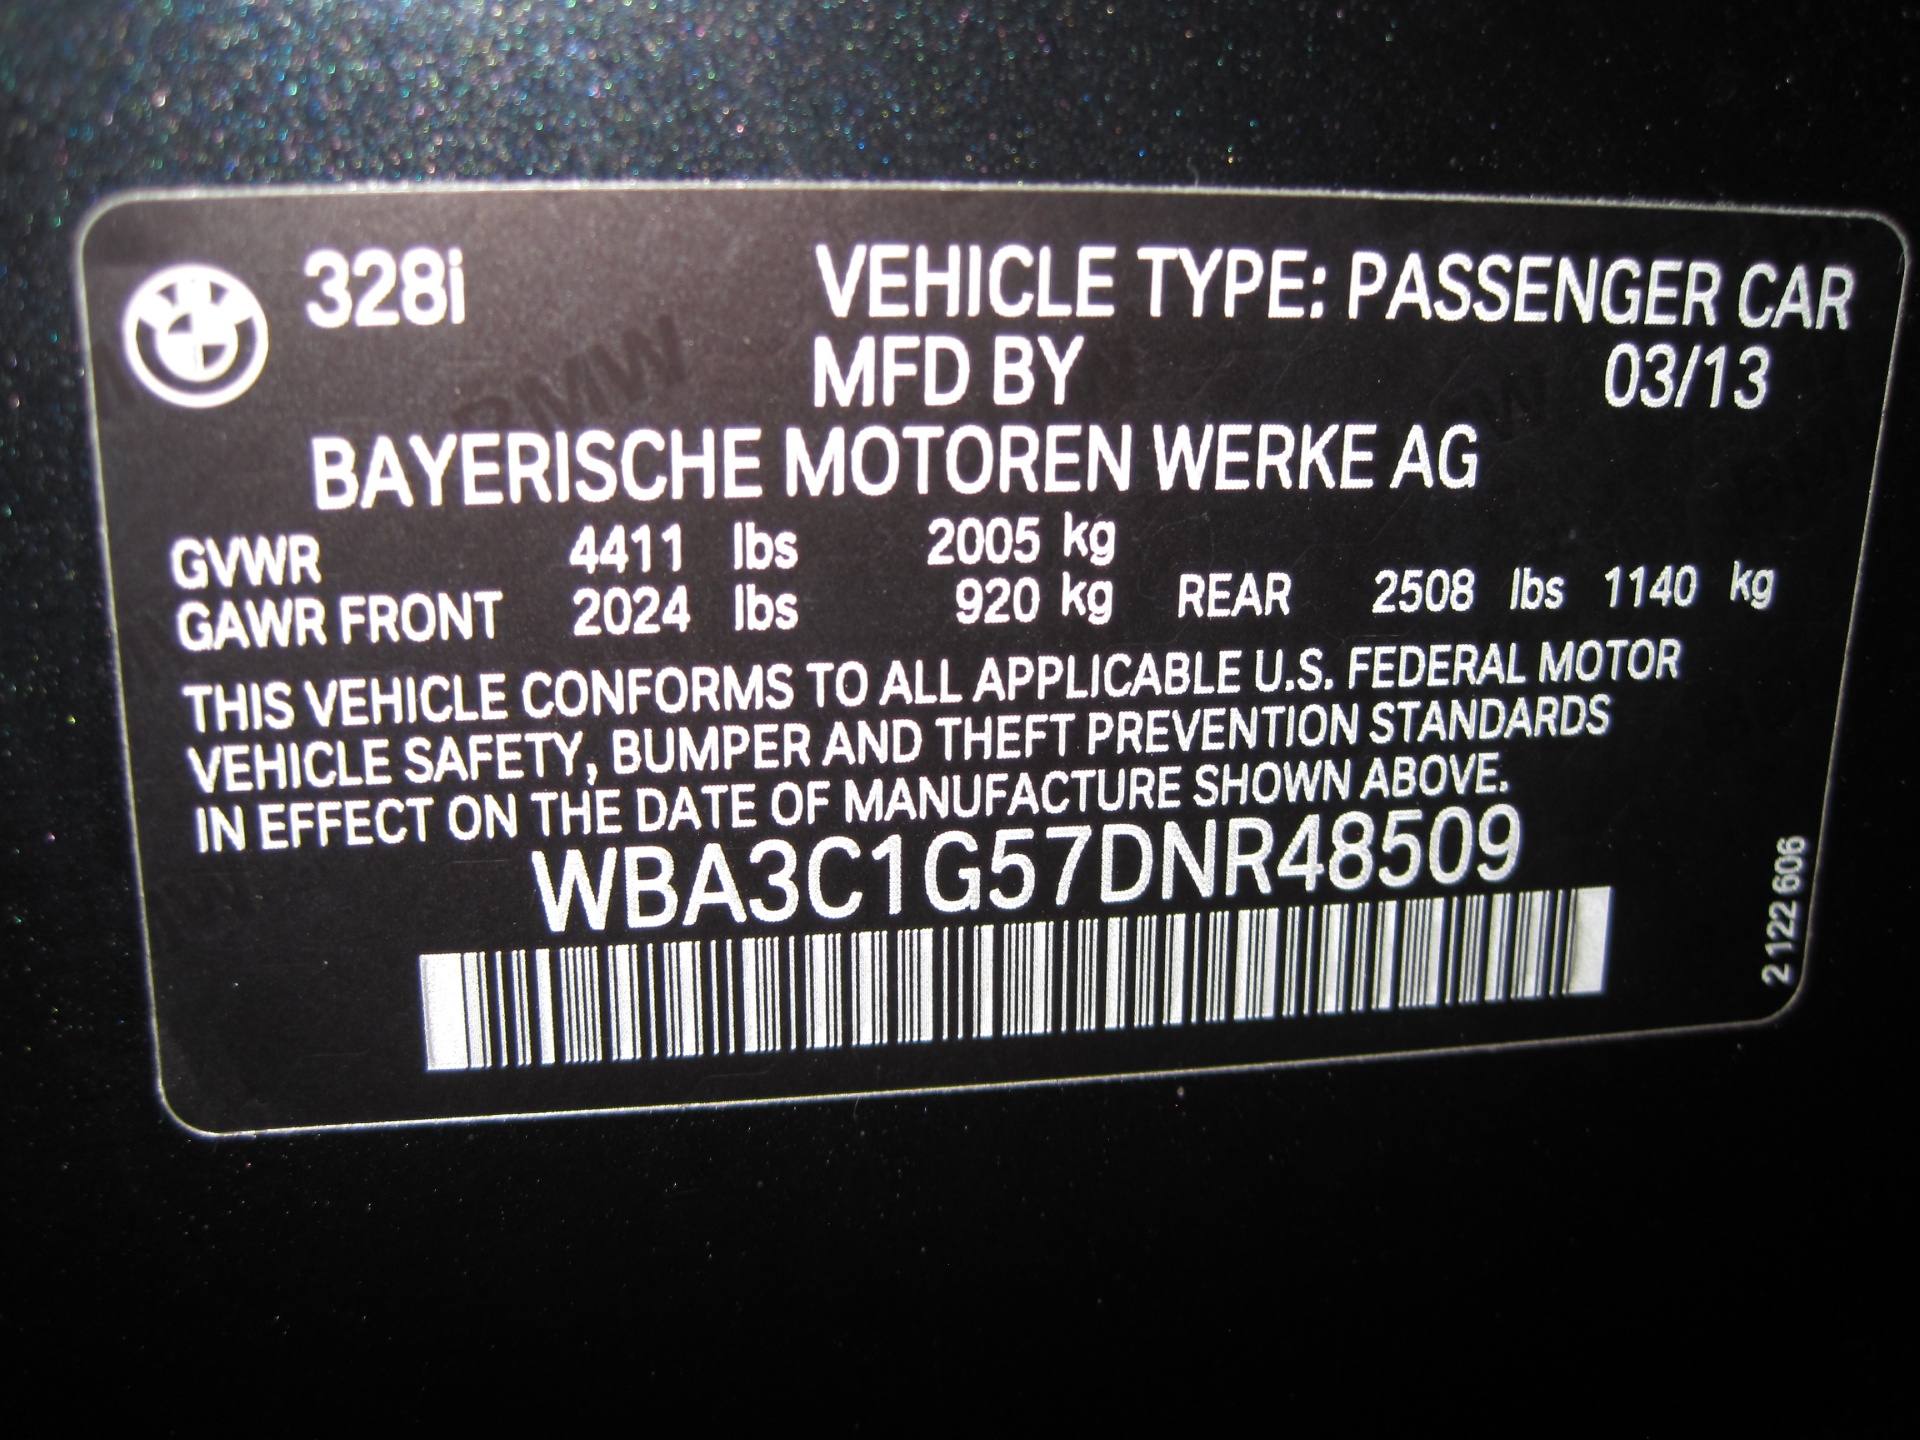 328i VEHICLE TYPE: PASSENGER CAR
MFD BY 03/13
BAYERISCHE MOTOREN WERKE AG
GVWR 4411 lbs 2005 kg
GAWR FRONT 2024 lbs 920 kg REAR 2508 lbs 1140 kg
THIS VEHICLE CONFORMS TO ALL APPLICABLE U.S. FEDERAL MOTOR
VEHICLE SAFETY, BUMPER AND THEFT PREVENTION STANDARDS
IN EFFECT ON THE DATE OF MANUFACTURE SHOWN ABOVE.
WBA3C1G57DNR48509
2 122 606
BMW